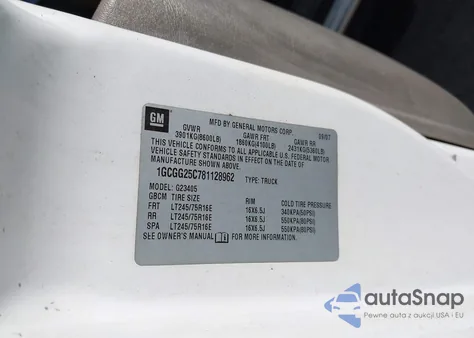 GM
MFD BY GENERAL MOTORS CORP. 09/07
GVWR GAWR FRT GAWR RR
3901KG(8600LB) 1860KG(4100LB) 2431KG(5360LB)
THIS VEHICLE CONFORMS TO ALL APPLICABLE U.S. FEDERAL MOTOR
VEHICLE SAFETY STANDARDS IN EFFECT ON THE DATE OF
MANUFACTURE SHOWN ABOVE.
1GCGG25C781128962 TYPE: TRUCK
MODEL: G23405
GBCM TIRE SIZE RIM COLD TIRE PRESSURE
FRT LT245/75R16E 16X6.5J 340KPA(50PSI)
RR LT245/75R16E 16X6.5J 550KPA(80PSI)
SPA LT245/75R16E 16X6.5J 550KPA(80PSI)
SEE OWNER'S MANUAL FOR MORE INFORMATION.
autoSnap
Pewne auta z aukcji USA i EU